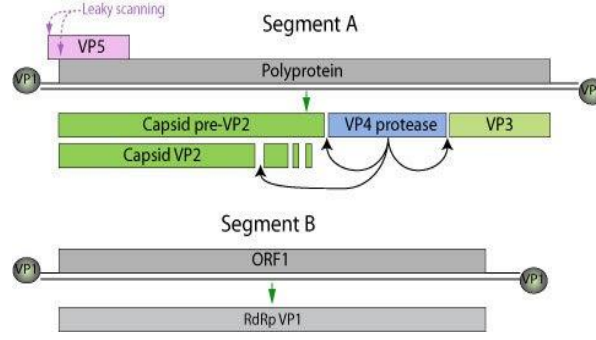 Leaky scanning
Segment A
VP5
Polyprotein
VP1
VP
Capsid pre-VP2
VP4 protease
VP3
Capsid VP2
Segment B
ORF1
VP1
VP1
RdRp VP1